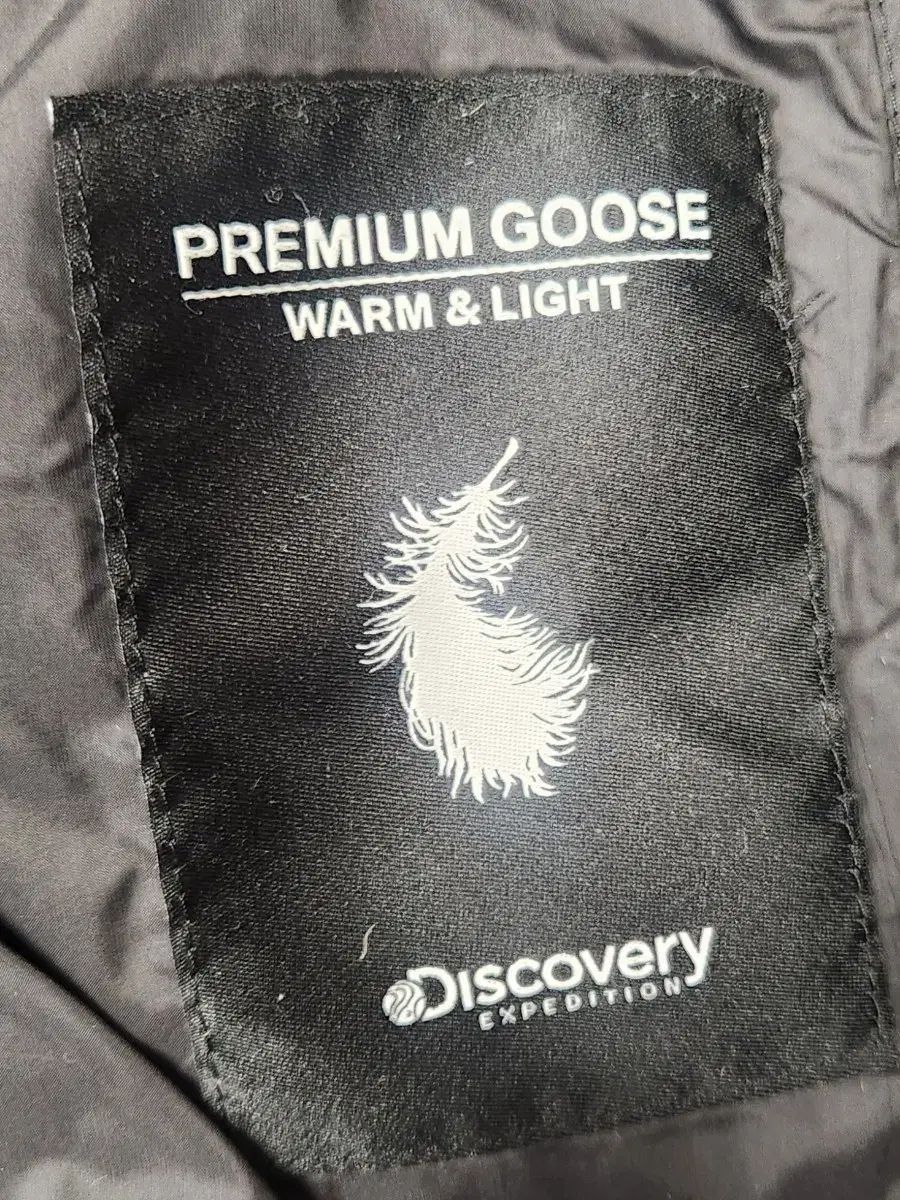 PREMIUM GOOSE
WARM & LIGHT
DISCOVERY
EXPEDITION